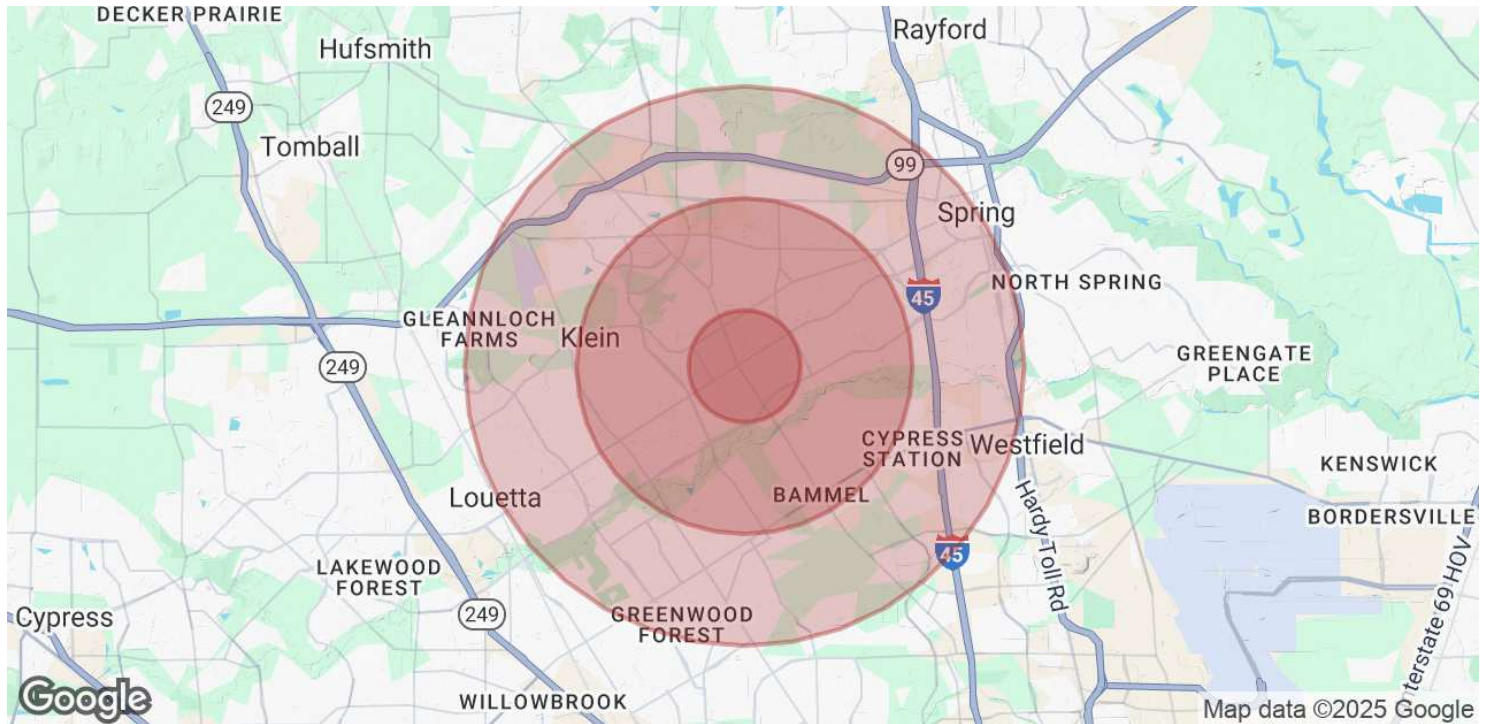 DECKER PRAIRIE
Hufsmith
Rayford
249
Tomball
99
Spring
NORTH SPRING
45
GLEANNLOCH
FARMS
Klein
249
GREENGATE
PLACE
CYPRESS
STATION
Westfield
KENSWICK
Louetta
BAMMEL
Hardy Toll Rd
BORDERSVILLE
45
LAKEWOOD
FOREST
249
Cypress
GREENWOOD
FOREST
nterstate 69 HOV
WILLOWBROOK
Google
Map data ©2025 Google